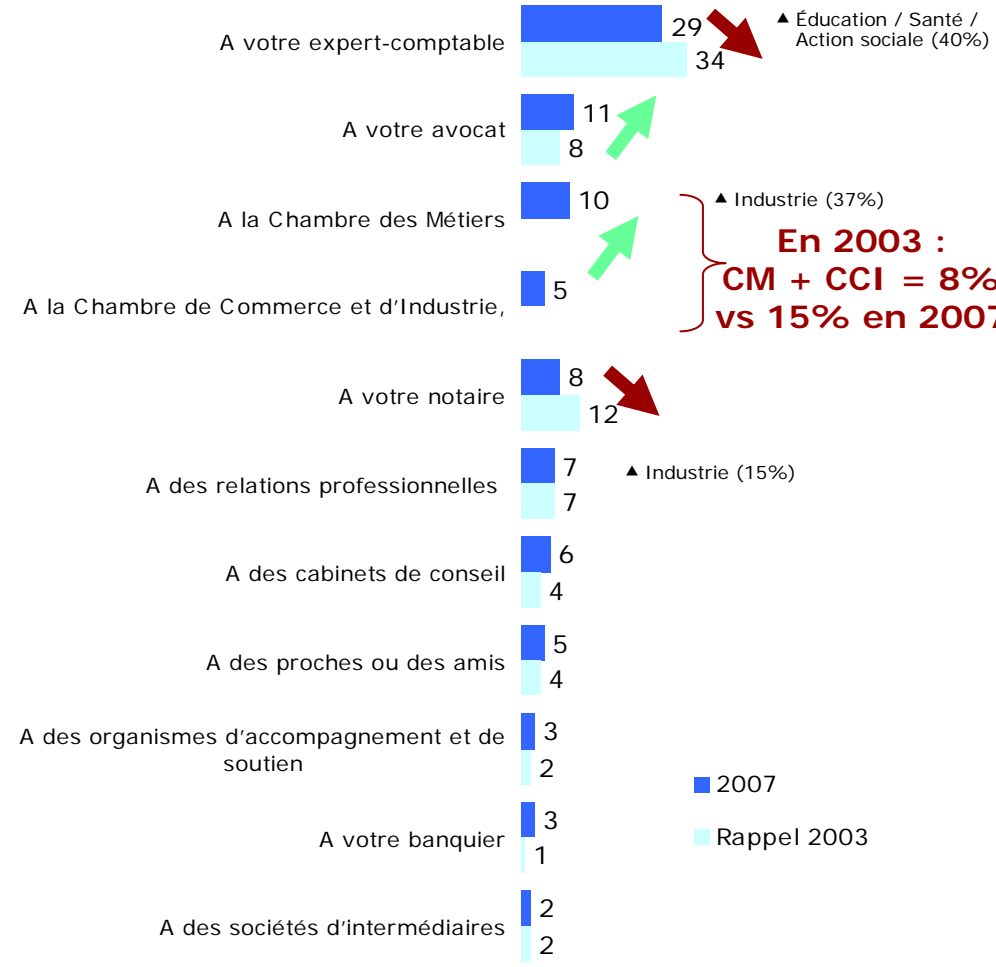 A votre expert-comptable
29
34
▲ Éducation / Santé /
Action sociale (40%)
A votre avocat
11
8
A la Chambre des Métiers
10
▲ Industrie (37%)
A la Chambre de Commerce et d'Industrie,
5
En 2003 :
CM + CCI = 8%
vs 15% en 2007
A votre notaire
8
12
A des relations professionnelles
7
7
▲ Industrie (15%)
A des cabinets de conseil
6
4
A des proches ou des amis
5
4
A des organismes d'accompagnement et de
soutien
3
2
A votre banquier
3
1
A des sociétés d'intermédiaires
2
2
2007
Rappel 2003